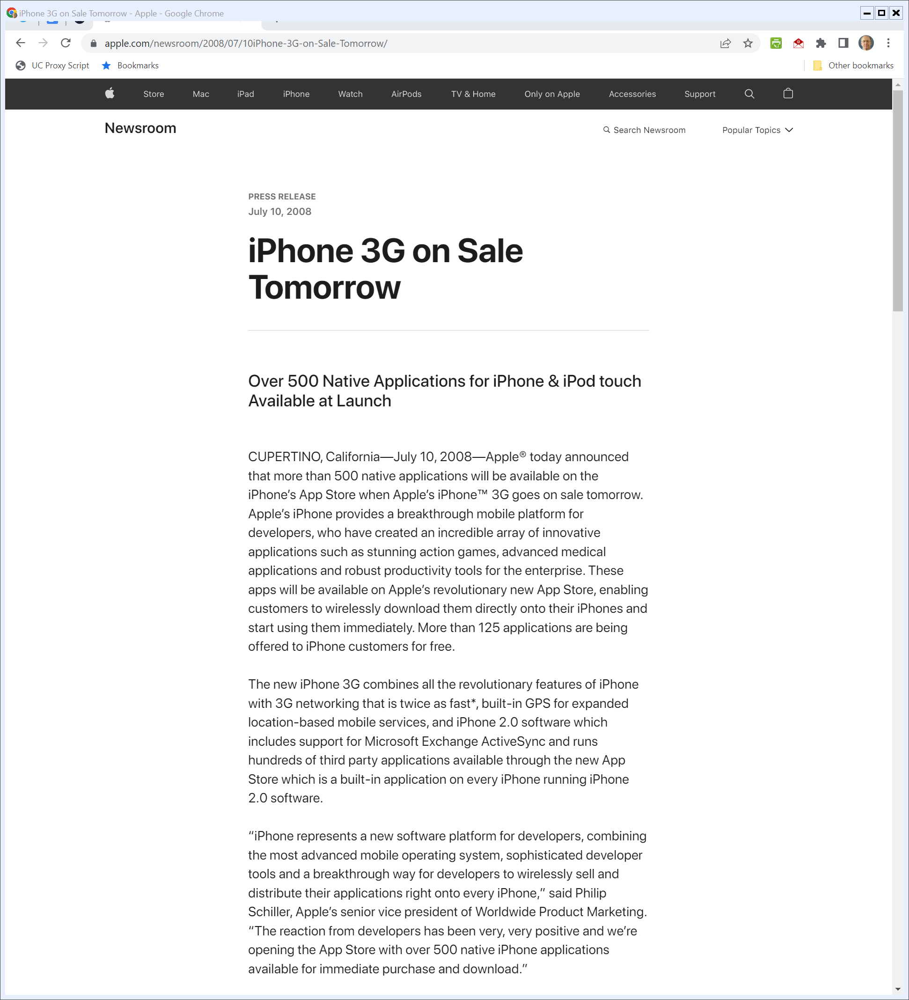 iPhone 3G on Sale Tomorrow - Apple - Google Chrome
apple.com/newsroom/2008/07/10iPhone-3G-on-Sale-Tomorrow/
UC Proxy Script
Bookmarks
Other bookmarks
Store
Mac
iPad
iPhone
Watch
AirPods
TV & Home
Only on Apple
Accessories
Support
Newsroom
Search Newsroom
Popular Topics
PRESS RELEASE
July 10, 2008
iPhone 3G on Sale
Tomorrow
Over 500 Native Applications for iPhone & iPod touch
Available at Launch
CUPERTINO, California—July 10, 2008—Apple® today announced
that more than 500 native applications will be available on the
iPhone’s App Store when Apple’s iPhone™ 3G goes on sale tomorrow.
Apple’s iPhone provides a breakthrough mobile platform for
developers, who have created an incredible array of innovative
applications such as stunning action games, advanced medical
applications and robust productivity tools for the enterprise. These
apps will be available on Apple’s revolutionary new App Store, enabling
customers to wirelessly download them directly onto their iPhones and
start using them immediately. More than 125 applications are being
offered to iPhone customers for free.
The new iPhone 3G combines all the revolutionary features of iPhone
with 3G networking that is twice as fast*, built-in GPS for expanded
location-based mobile services, and iPhone 2.0 software which
includes support for Microsoft Exchange ActiveSync and runs
hundreds of third party applications available through the new App
Store which is a built-in application on every iPhone running iPhone
2.0 software.
“iPhone represents a new software platform for developers, combining
the most advanced mobile operating system, sophisticated developer
tools and a breakthrough way for developers to wirelessly sell and
distribute their applications right onto every iPhone,” said Philip
Schiller, Apple’s senior vice president of Worldwide Product Marketing.
“The reaction from developers has been very, very positive and we’re
opening the App Store with over 500 native iPhone applications
available for immediate purchase and download.”